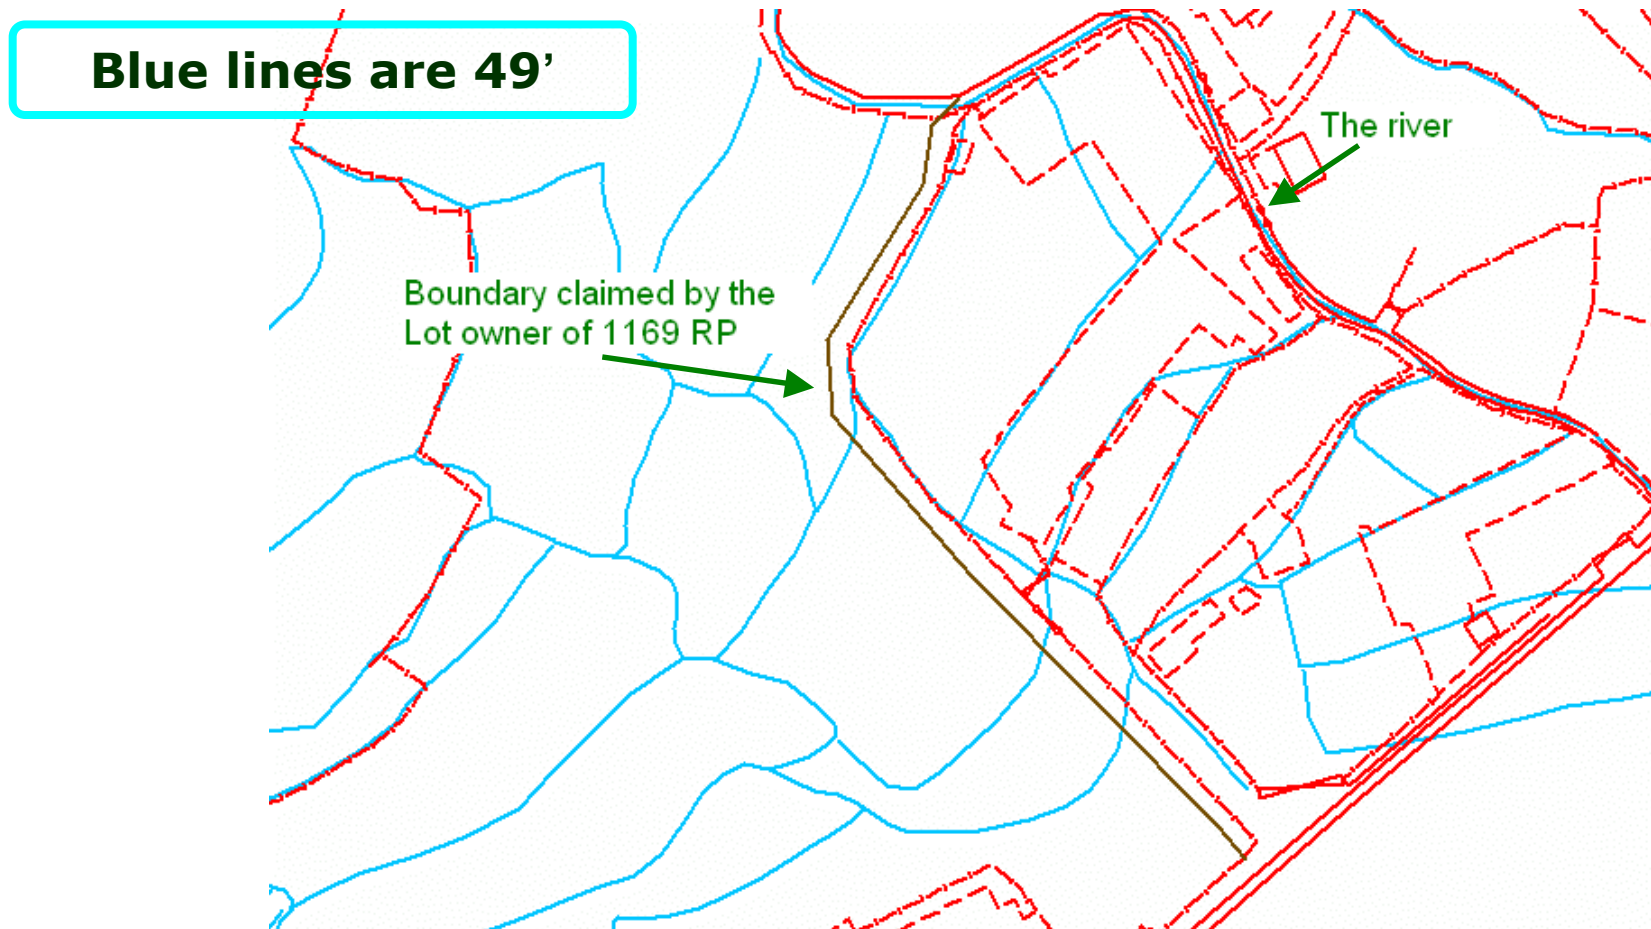 Blue lines are 49’
The river
Boundary claimed by the
Lot owner of 1169 RP